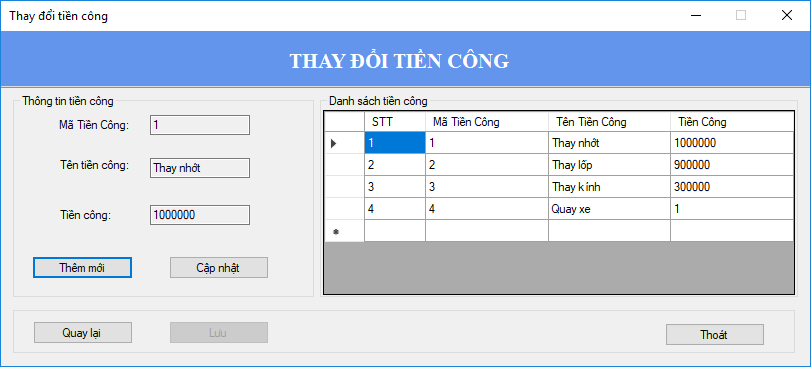 Thay đổi tiền công
THAY ĐỔI TIỀN CÔNG
Thông tin tiền công
Mã Tiền Công: 1
Tên tiền công: Thay nhớt
Tiền công: 1000000
Thêm mới Cập nhật
Danh sách tiền công
STT Mã Tiền Công Tên Tiền Công Tiền Công
1 1 Thay nhớt 1000000
2 2 Thay lốp 900000
3 3 Thay kính 300000
4 4 Quay xe 1
Quay lại Lưu Thoát